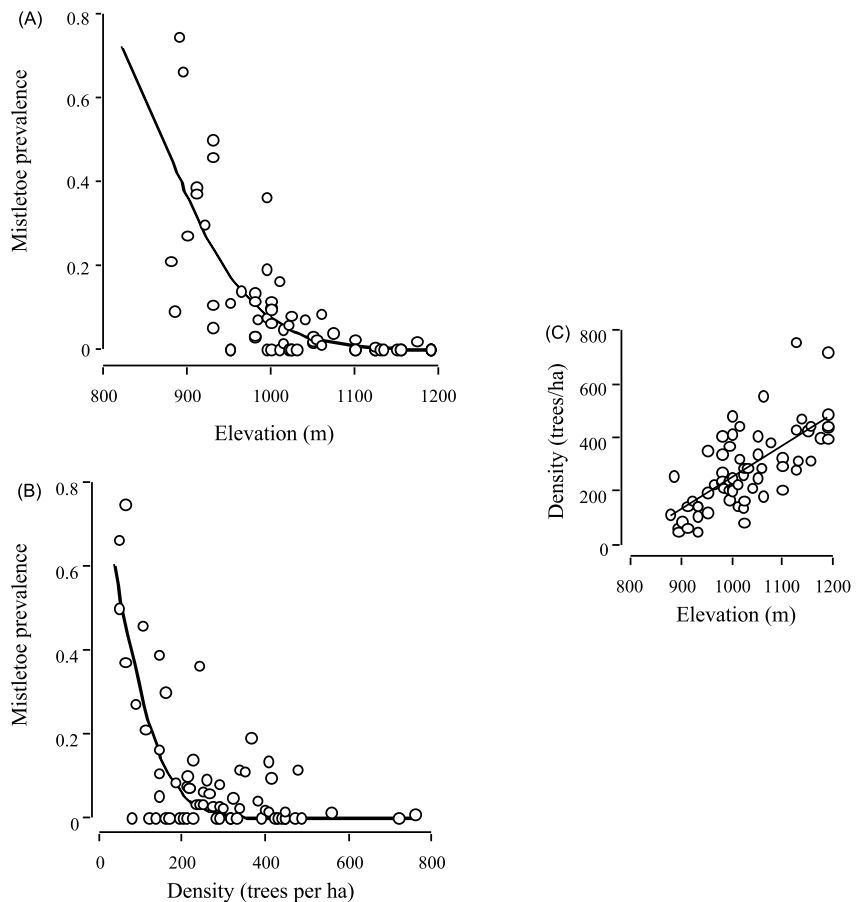 (A)
0.8
0.6
0.4
0.2
0
Mistletoe prevalence
800 900 1000 1100 1200
Elevation (m)
(B)
0.8
0.6
0.4
0.2
0
Mistletoe prevalence
0 200 400 600 800
Density (trees per ha)
(C)
800
600
400
200
0
Density (trees/ha)
800 900 1000 1100 1200
Elevation (m)